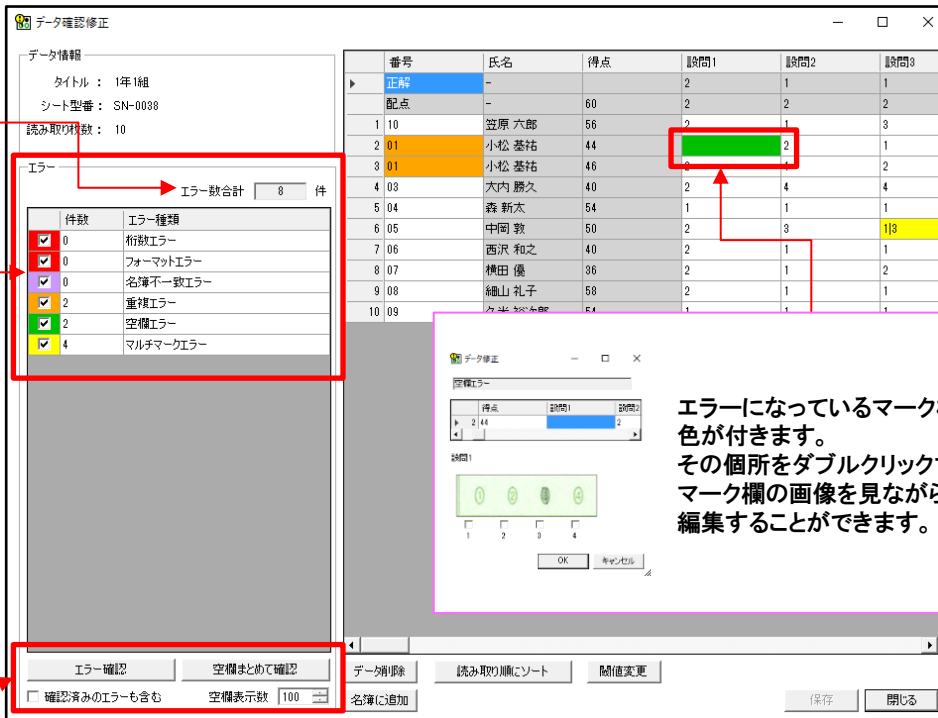 データ確認修正
データ情報
タイトル : 1年1組
シート型番 : SN-0038
読み取り枚数 : 10
エラー
エラー数合計 8 件
件数 エラー種類
0 桁数エラー
0 フォーマットエラー
0 名簿不一致エラー
2 重複エラー
2 空欄エラー
4 マルチマークエラー
エラー確認 空欄まとめて確認
確認済みのエラーも含む 空欄表示数 100
番号 氏名 得点 設問1 設問2 設問3
正解 - 2 1 1
配点 - 60 2 2 2
1 10 笠原 六郎 56 2 1 3
2 01 小松 基祐 44 2 1
3 01 小松 基祐 46 2 1 2
4 03 大内 勝久 40 2 4 4
5 04 森 新太 54 1 1 1
6 05 中岡 敦 50 2 3 1|3
7 06 西沢 和之 40 2 1 1
8 07 横田 優 36 2 1 2
9 08 細山 礼子 58 2 1 1
10 09 54 1 1 1
データ修正
空欄エラー
得点 設問1 設問2
2 44 2
設問1
1 2 3 4
1 2 3 4
OK キャンセル
エラーになっているマーク
色が付きます。
その個所をダブルクリック
マーク欄の画像を見なが
編集することができます。
データ削除 読み取り順にソート 閾値変更
名簿に追加 保存 閉じる